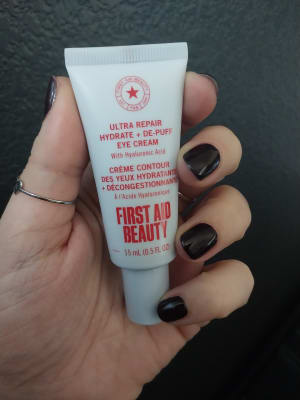 ULTRA REPAIR
HYDRATE + DE-PUFF
EYE CREAM
With Hyaluronic Acid
CRÈME CONTOUR
DES YEUX HYDRATANTE
+ DÉCONGESTIONNANTE
À l'Acide Hyaluronique
FIRST AID
BEAUTY
15 mL (0.5 FL OZ)